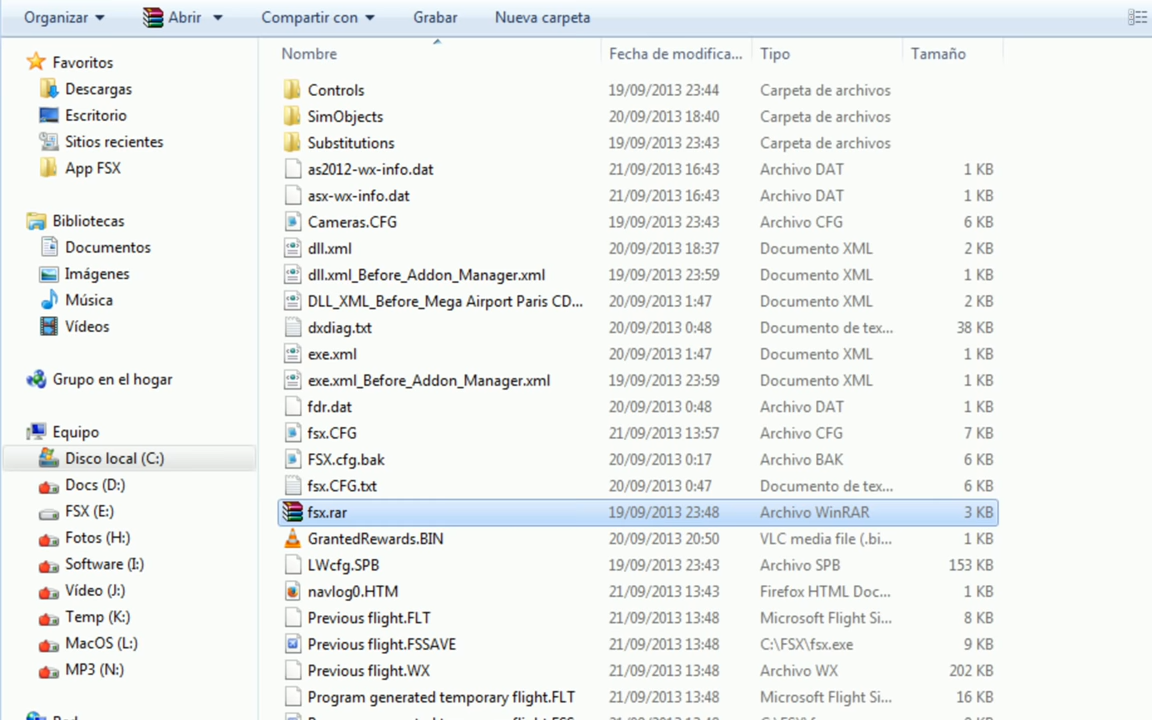 Organizar Abrir Compartir con Grabar Nueva carpeta
Nombre Fecha de modifica... Tipo Tamaño
Favoritos
Descargas
Escritorio
Sitios recientes
App FSX
Bibliotecas
Documentos
Imágenes
Música
Vídeos
Grupo en el hogar
Equipo
Disco local (C:)
Docs (D:)
FSX (E:)
Fotos (H:)
Software (I:)
Vídeo (J:)
Temp (K:)
MacOS (L:)
MP3 (N:)
Controls 19/09/2013 23:44 Carpeta de archivos
SimObjects 20/09/2013 18:40 Carpeta de archivos
Substitutions 19/09/2013 23:43 Carpeta de archivos
as2012-wx-info.dat 21/09/2013 16:43 Archivo DAT 1 KB
asx-wx-info.dat 21/09/2013 16:43 Archivo DAT 1 KB
Cameras.CFG 19/09/2013 23:43 Archivo CFG 6 KB
dll.xml 20/09/2013 18:37 Documento XML 2 KB
dll.xml_Before_Addon_Manager.xml 19/09/2013 23:59 Documento XML 1 KB
DLL_XML_Before_Mega Airport Paris CD... 20/09/2013 1:47 Documento XML 2 KB
dxdiag.txt 20/09/2013 0:48 Documento de tex... 38 KB
exe.xml 20/09/2013 1:47 Documento XML 1 KB
exe.xml_Before_Addon_Manager.xml 19/09/2013 23:59 Documento XML 1 KB
fdr.dat 20/09/2013 0:48 Archivo DAT 1 KB
fsx.CFG 21/09/2013 13:57 Archivo CFG 7 KB
FSX.cfg.bak 20/09/2013 0:17 Archivo BAK 6 KB
fsx.CFG.txt 20/09/2013 0:47 Documento de tex... 6 KB
fsx.rar 19/09/2013 23:48 Archivo WinRAR 3 KB
GrantedRewards.BIN 20/09/2013 20:50 VLC media file (.bi... 1 KB
LWcfg.SPB 19/09/2013 23:43 Archivo SPB 153 KB
navlog0.HTM 21/09/2013 13:43 Firefox HTML Doc... 1 KB
Previous flight.FLT 21/09/2013 13:48 Microsoft Flight Si... 8 KB
Previous flight.FSSAVE 21/09/2013 13:48 C:\FSX\fsx.exe 9 KB
Previous flight.WX 21/09/2013 13:48 Archivo WX 202 KB
Program generated temporary flight.FLT 21/09/2013 13:48 Microsoft Flight Si... 16 KB